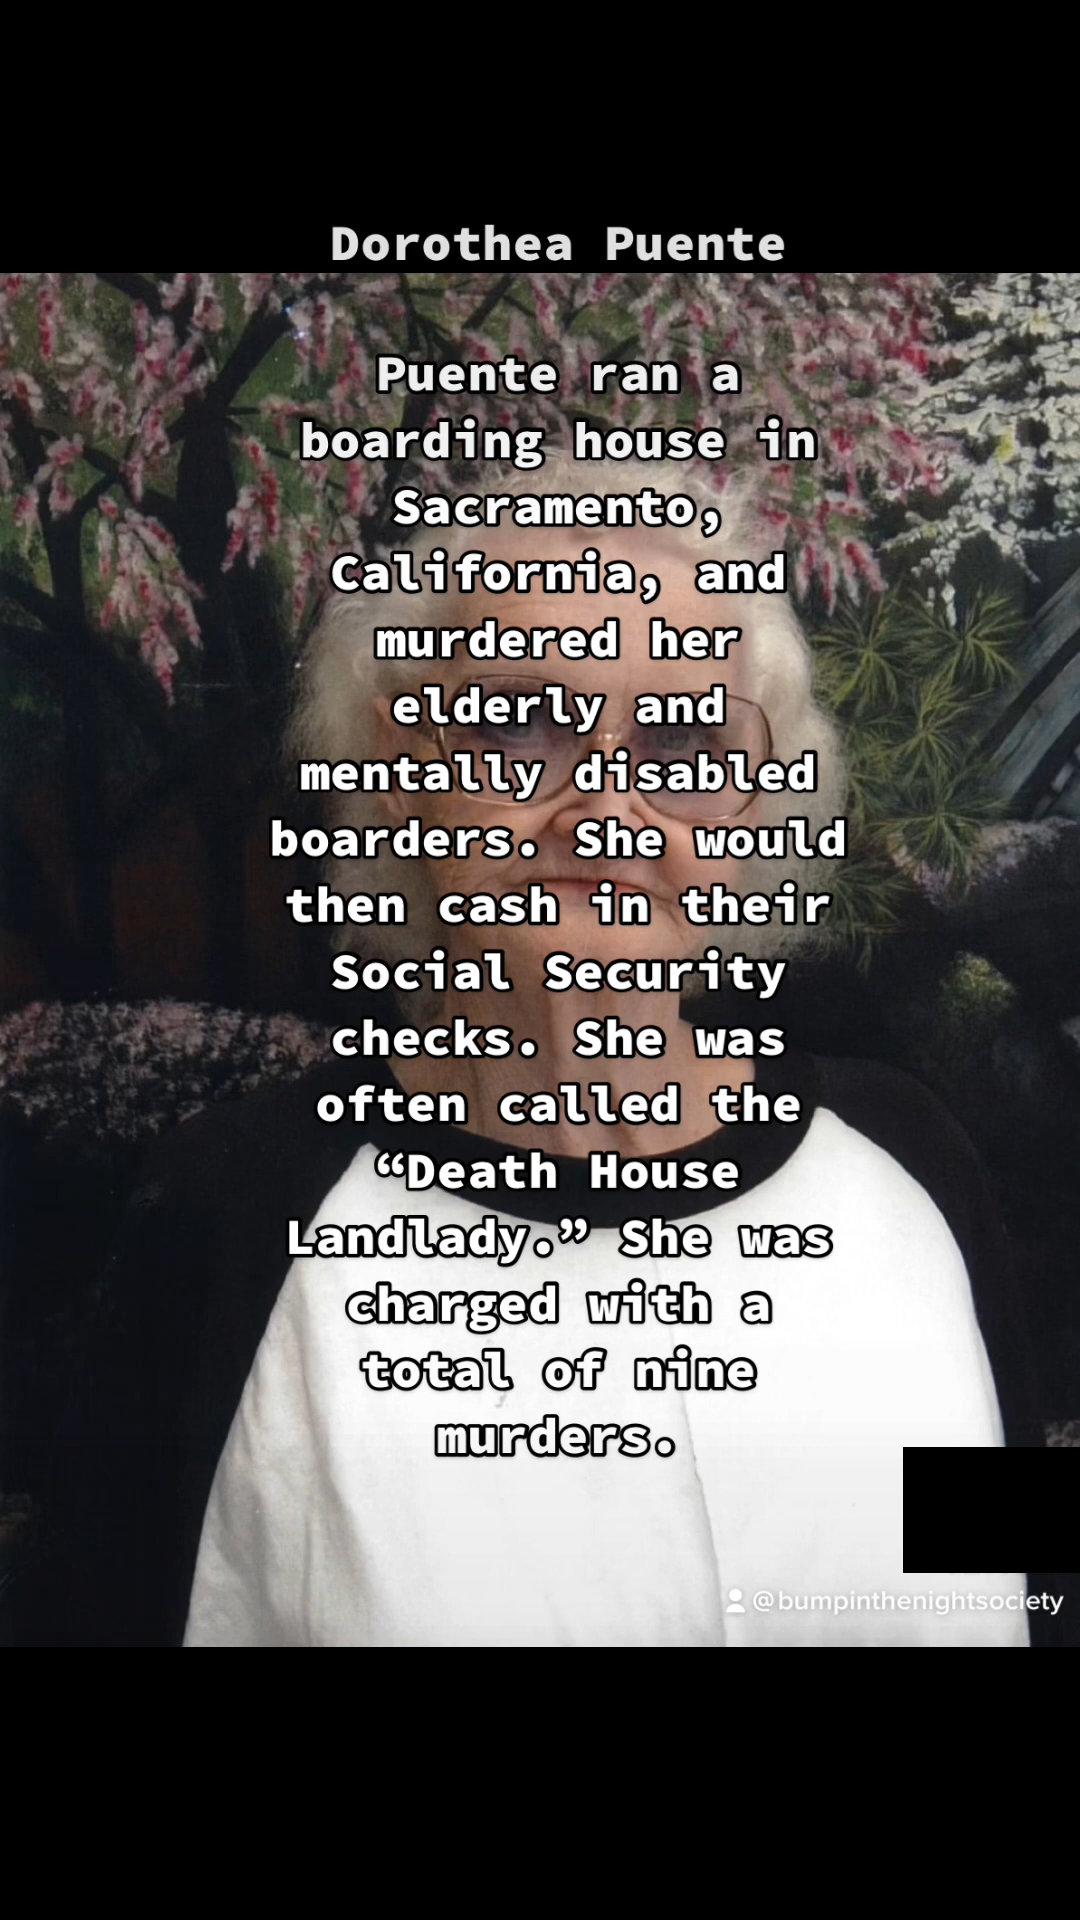 Dorothea Puente
Puente ran a
boarding house in
Sacramento,
California, and
murdered her
elderly and
mentally disabled
boarders. She would
then cash in their
Social Security
checks. She was
often called the
“Death House
Landlady.” She was
charged with a
total of nine
murders.
@bumpinthenightsociety